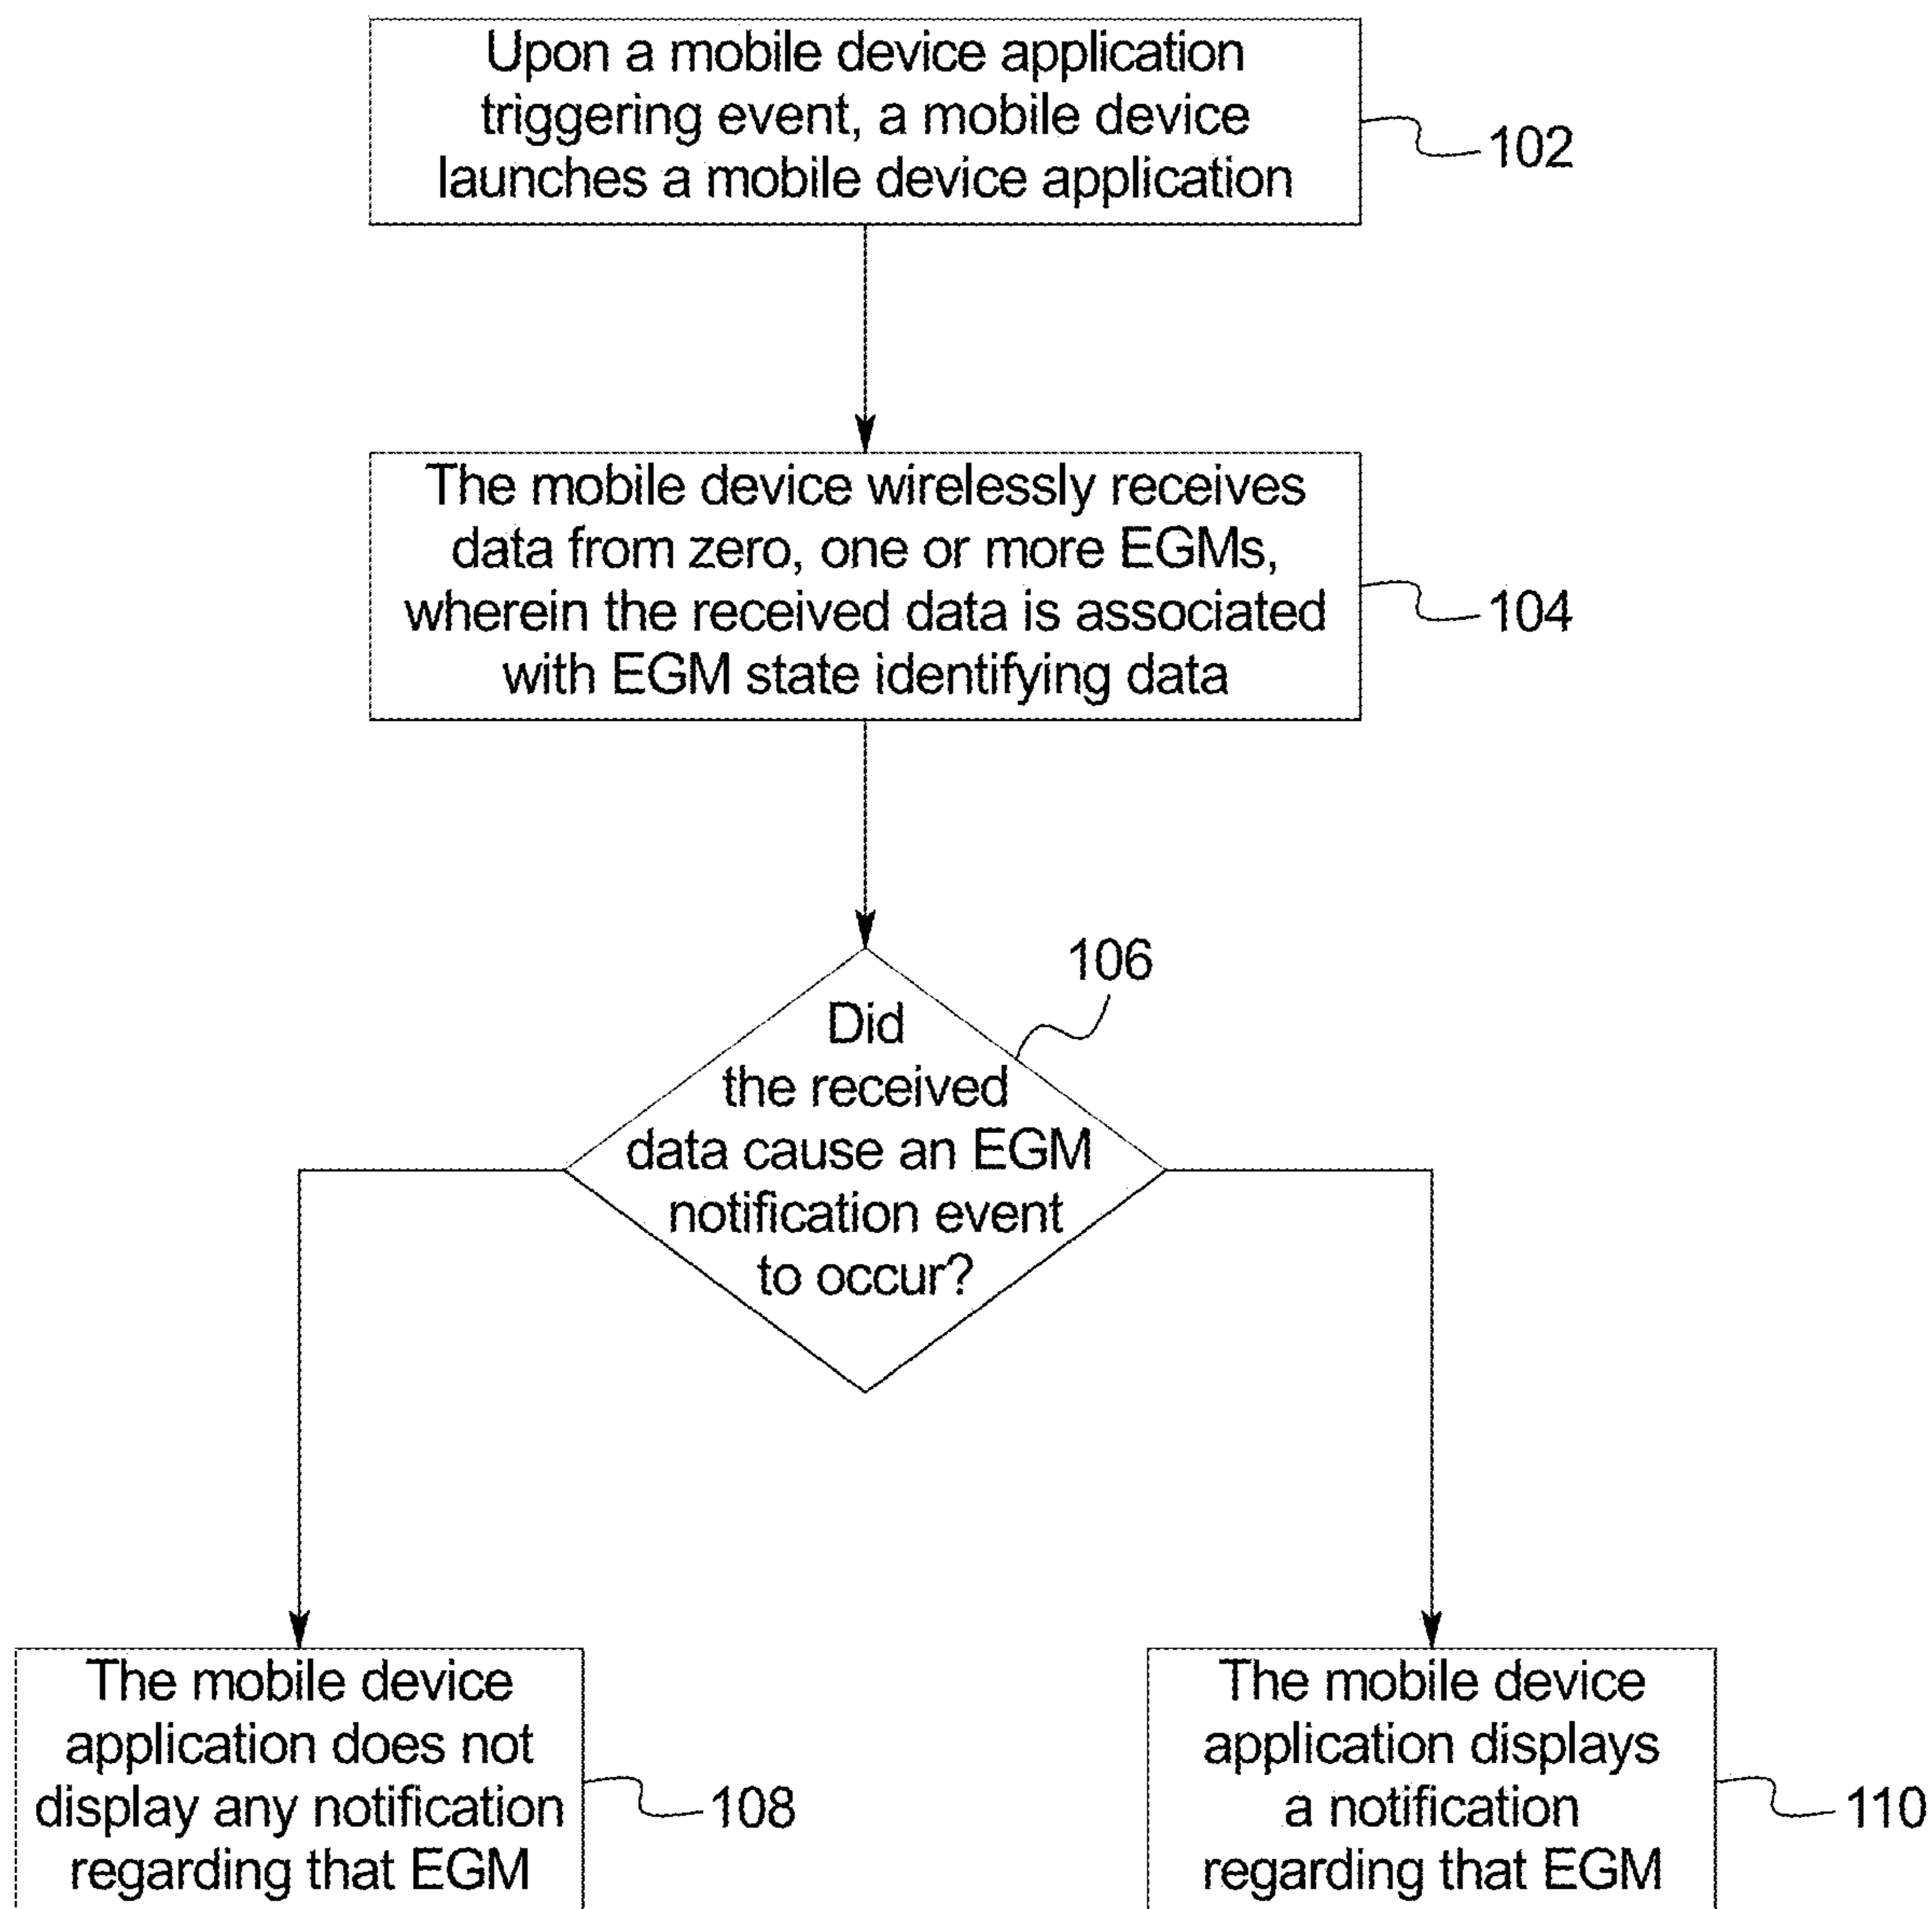 Upon a mobile device application
triggering event, a mobile device
launches a mobile device application
102
The mobile device wirelessly receives
data from zero, one or more EGMs,
wherein the received data is associated
with EGM state identifying data
104
106
Did
the received
data cause an EGM
notification event
to occur?
The mobile device
application does not
display any notification
regarding that EGM
108
The mobile device
application displays
a notification
regarding that EGM
110